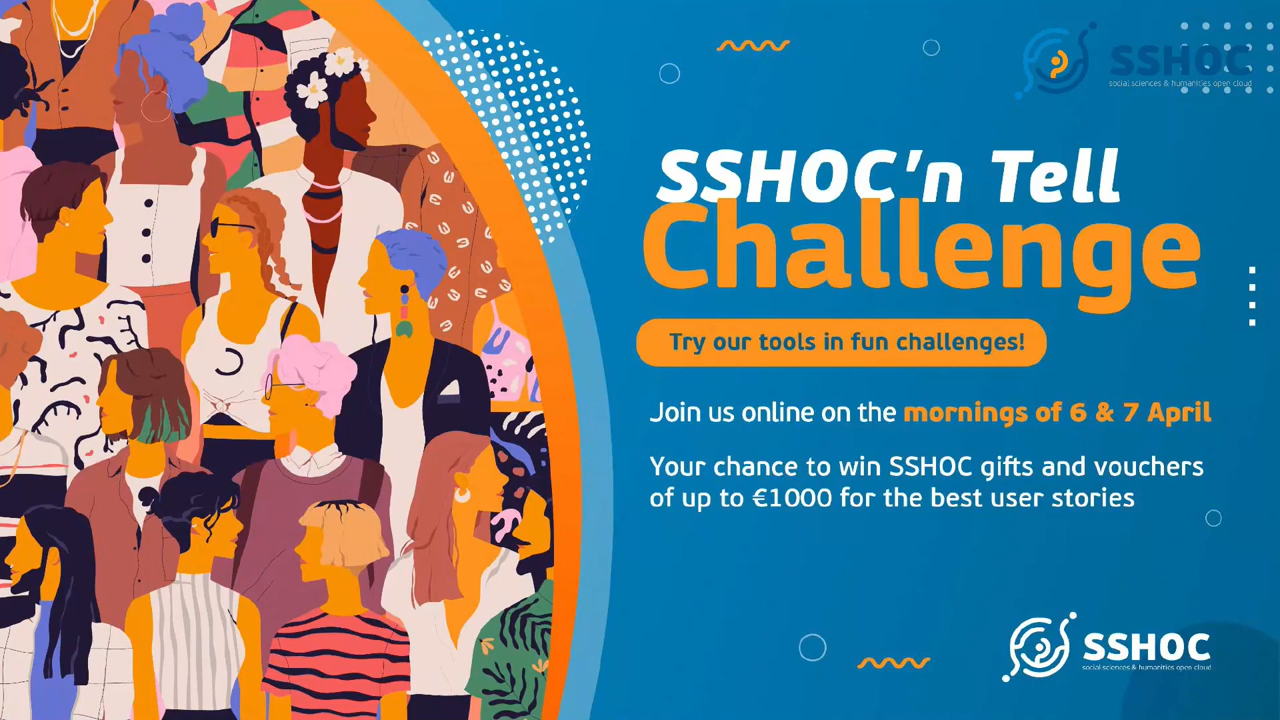 SSHOC
social sciences & humanities open cloud
SSHOC'n Tell
Challenge
Try our tools in fun challenges!
Join us online on the mornings of 6 & 7 April
Your chance to win SSHOC gifts and vouchers
of up to €1000 for the best user stories
SSHOC
social sciences & humanities open cloud